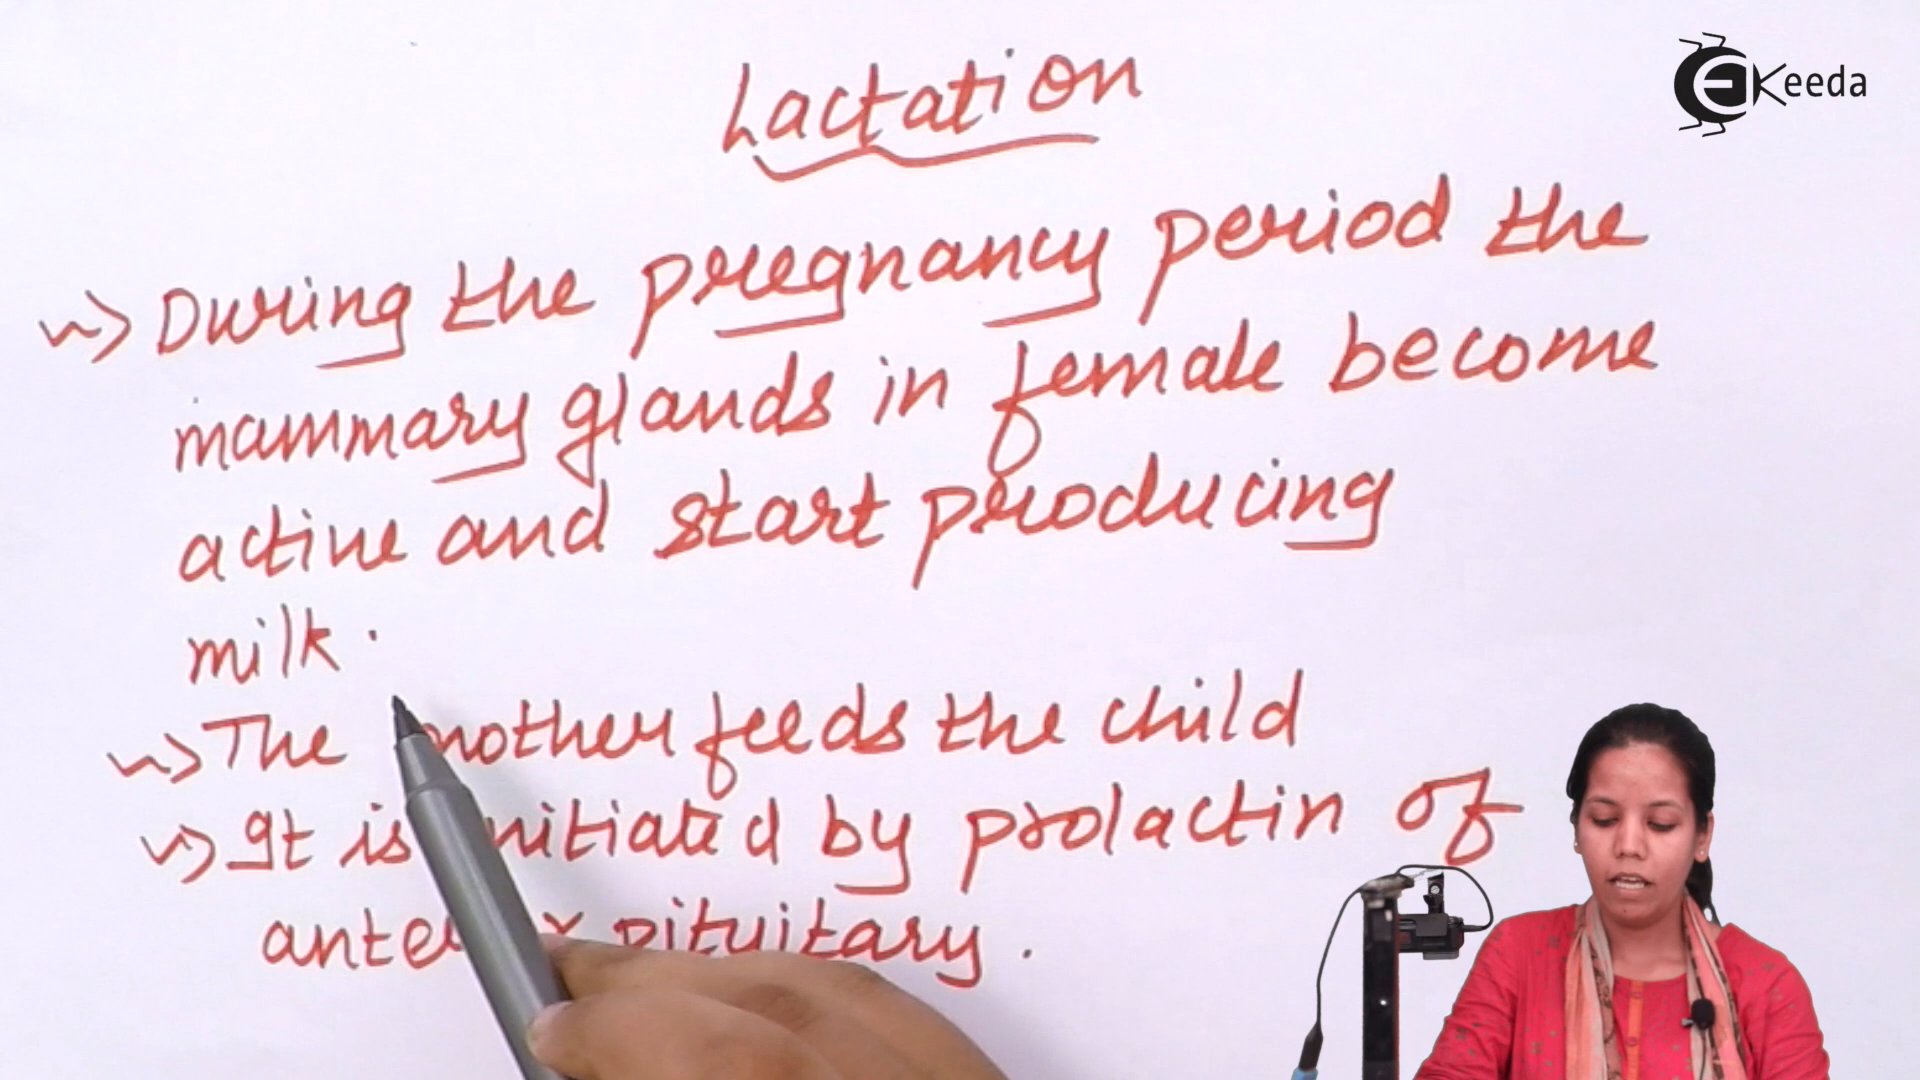 Lactation
EKeeda
During the pregnancy period the
mammary glands in female become
active and start producing
milk.
The mother feeds the child
It is initiated by prolactin of
pituitary.